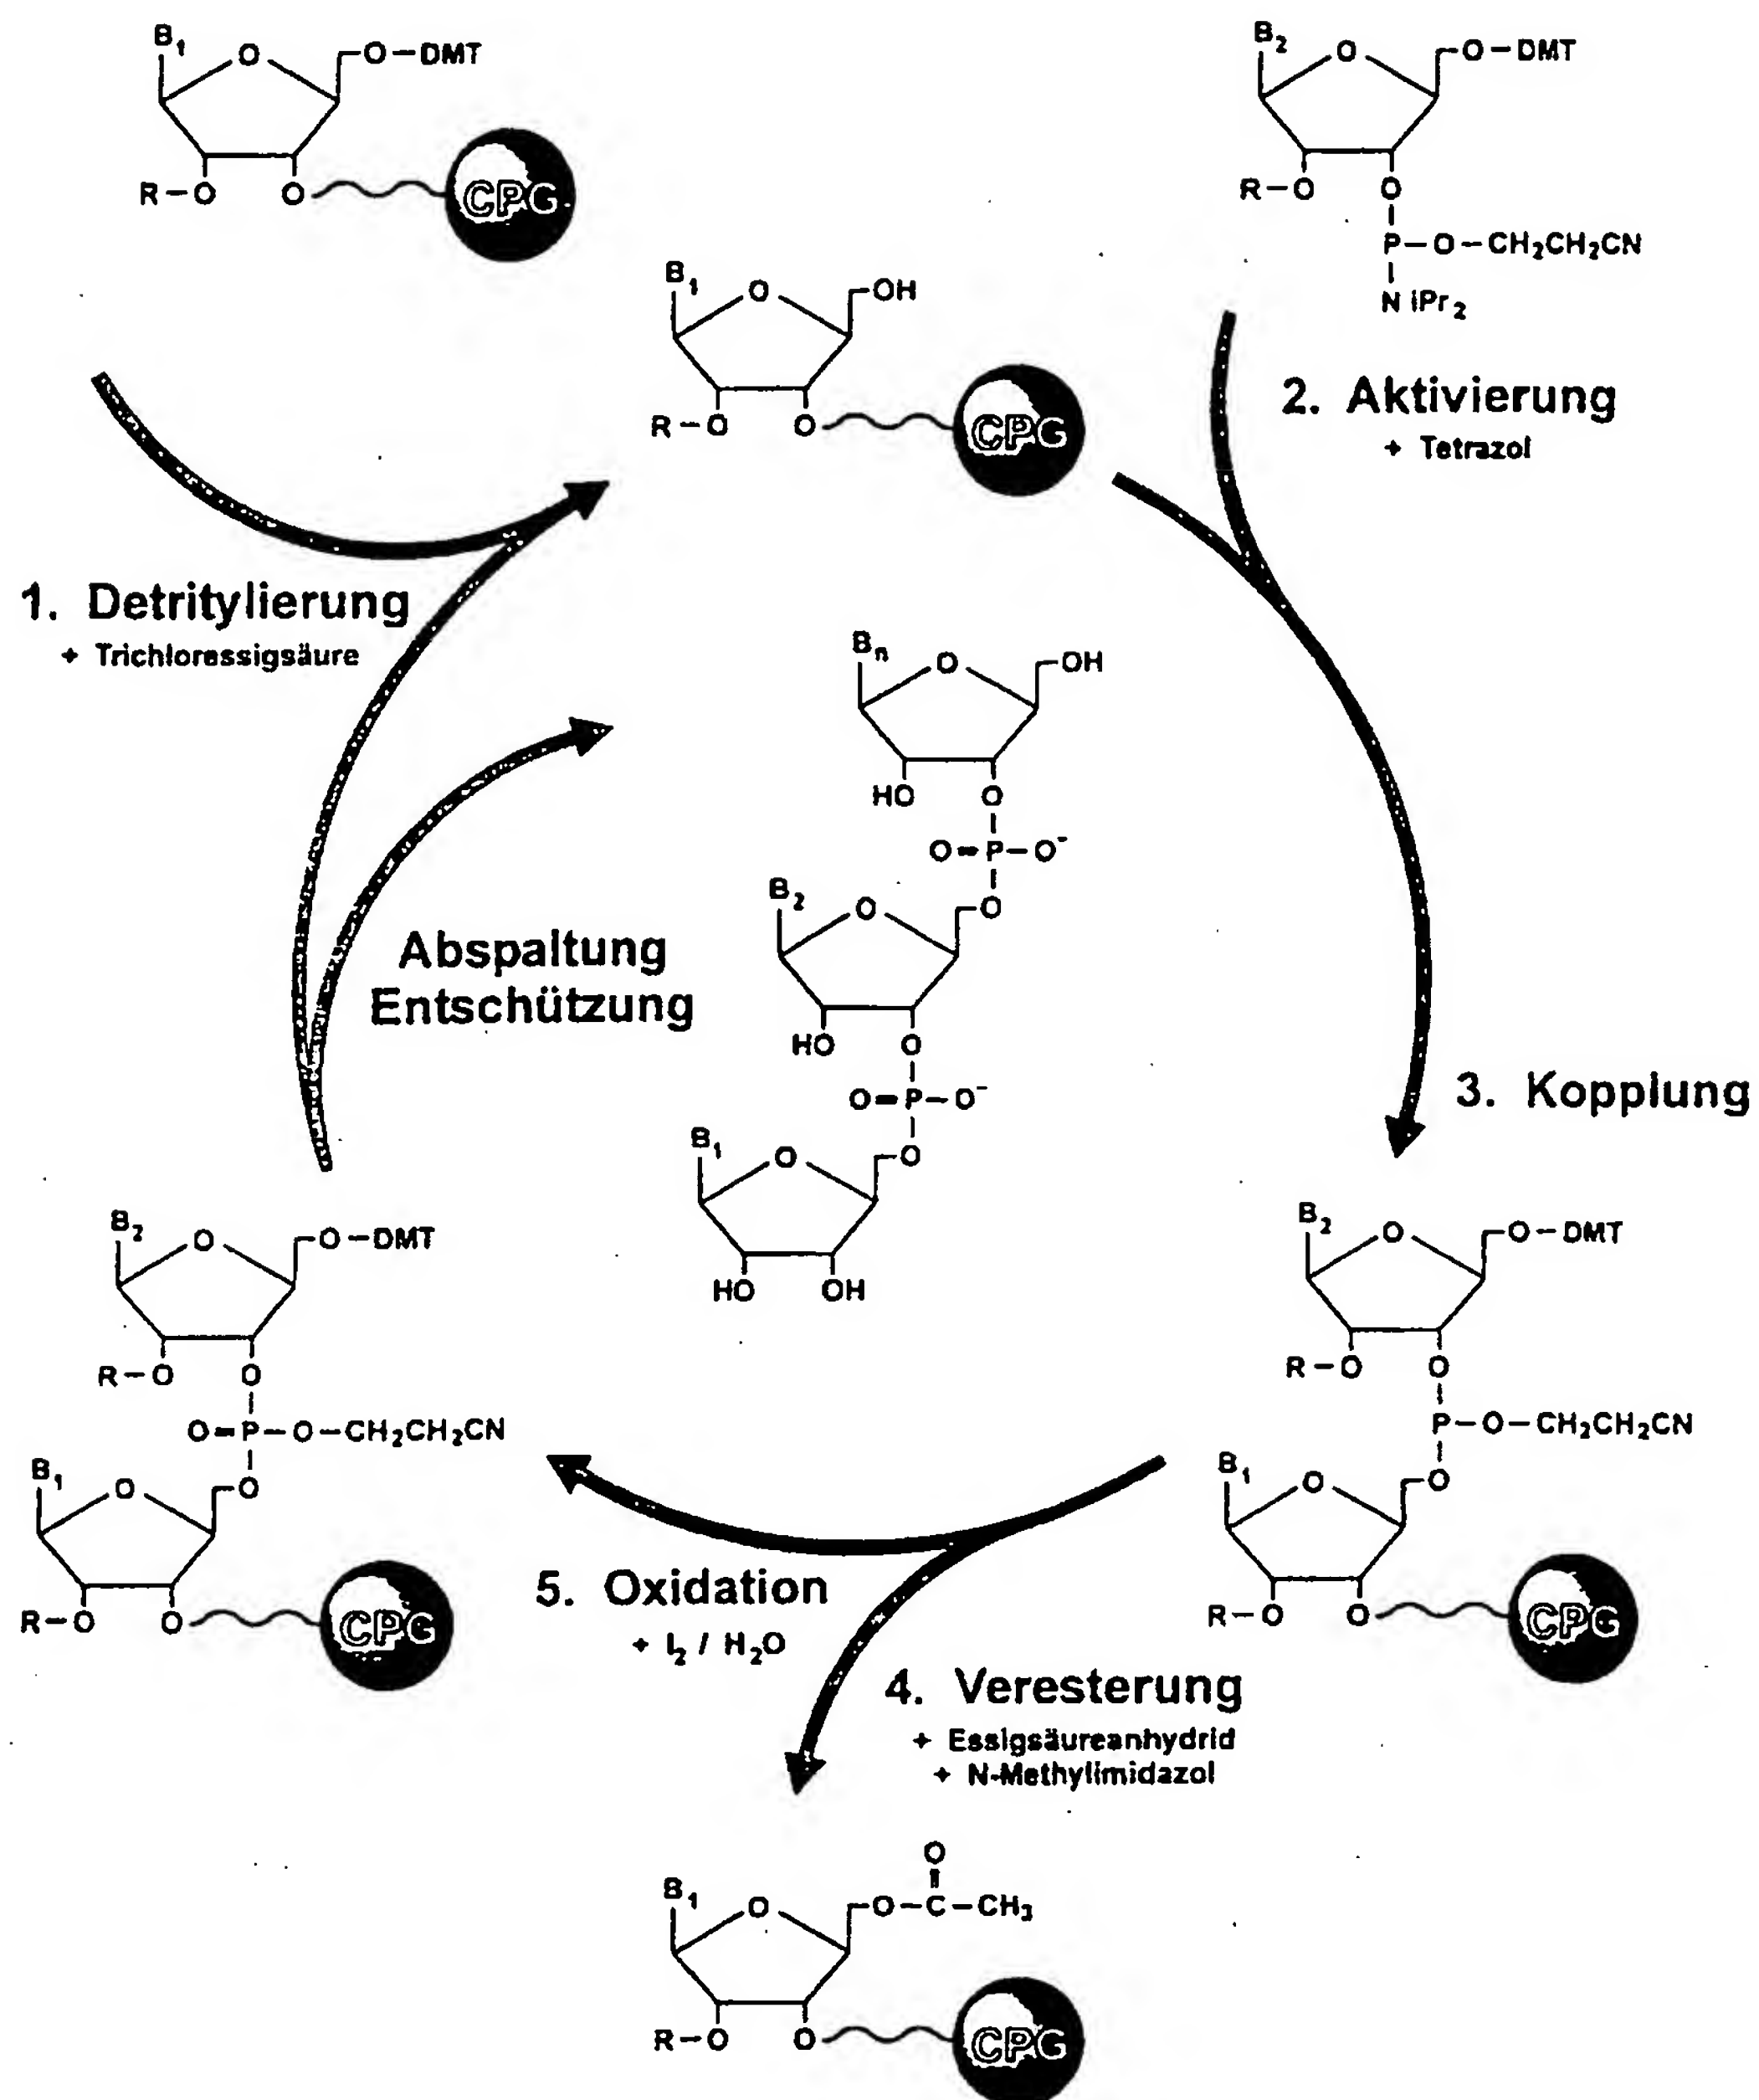 B₁ O O–DMT
R–O O CPG
B₂ O O–DMT
R–O O
P–O–CH₂CH₂CN
N iPr₂
B₁ O OH
R–O O CPG
2. Aktivierung
+ Tetrazol
1. Detritylierung
+ Trichloressigsäure
Bₙ O OH
HO O
O=P–O⁻
B₂ O O
HO O
O=P–O⁻
B₁ O O
HO OH
Abspaltung
Entschützung
3. Kopplung
B₂ O O–DMT
R–O O
O=P–O–CH₂CH₂CN
B₁ O O
R–O O CPG
B₂ O O–DMT
R–O O
P–O–CH₂CH₂CN
B₁ O O
R–O O CPG
5. Oxidation
+ I₂ / H₂O
4. Veresterung
+ Essigsäureanhydrid
+ N-Methylimidazol
O
B₁ O O–C–CH₃
R–O O CPG